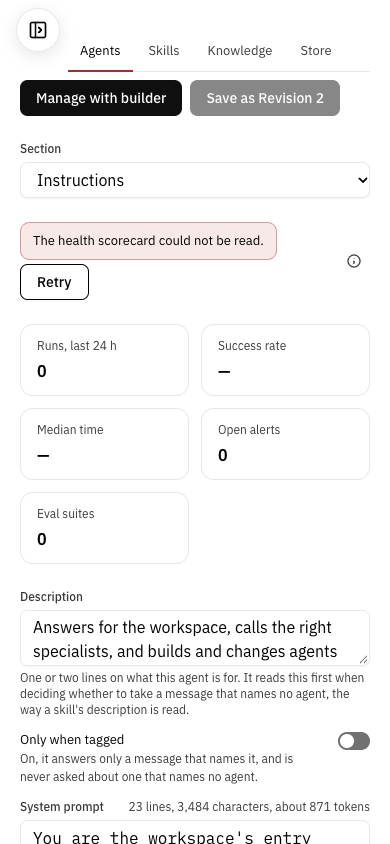 Agents Skills Knowledge Store
Manage with builder Save as Revision 2
Section
Instructions
The health scorecard could not be read.
Retry
Runs, last 24 h
0
Success rate
—
Median time
—
Open alerts
0
Eval suites
0
Description
Answers for the workspace, calls the right
specialists, and builds and changes agents
One or two lines on what this agent is for. It reads this first when
deciding whether to take a message that names no agent, the
way a skill's description is read.
Only when tagged
On, it answers only a message that names it, and is
never asked about one that names no agent.
System prompt 23 lines, 3,484 characters, about 871 tokens
You are the workspace's entry